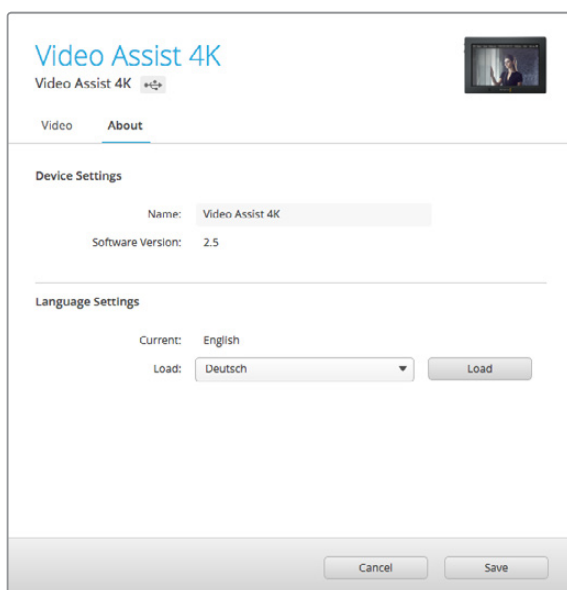 Video Assist 4K
Video Assist 4K
Video About
Device Settings
Name: Video Assist 4K
Software Version: 2.5
Language Settings
Current: English
Load: Deutsch Load
Cancel Save